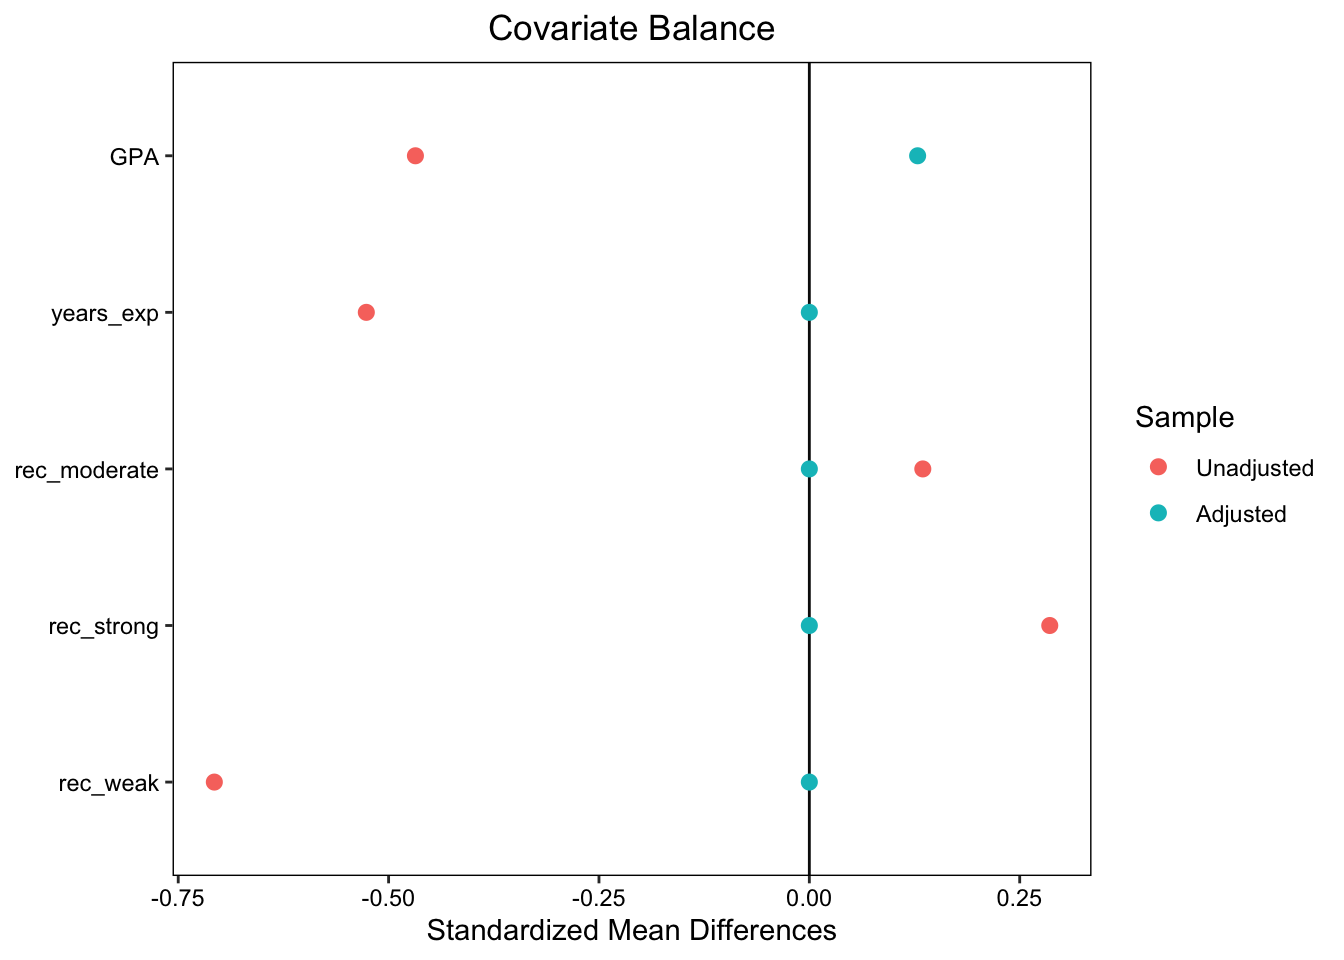 Covariate Balance
GPA
years_exp
rec_moderate
rec_strong
rec_weak
-0.75 -0.50 -0.25 0.00 0.25
Standardized Mean Differences
Sample
Unadjusted
Adjusted